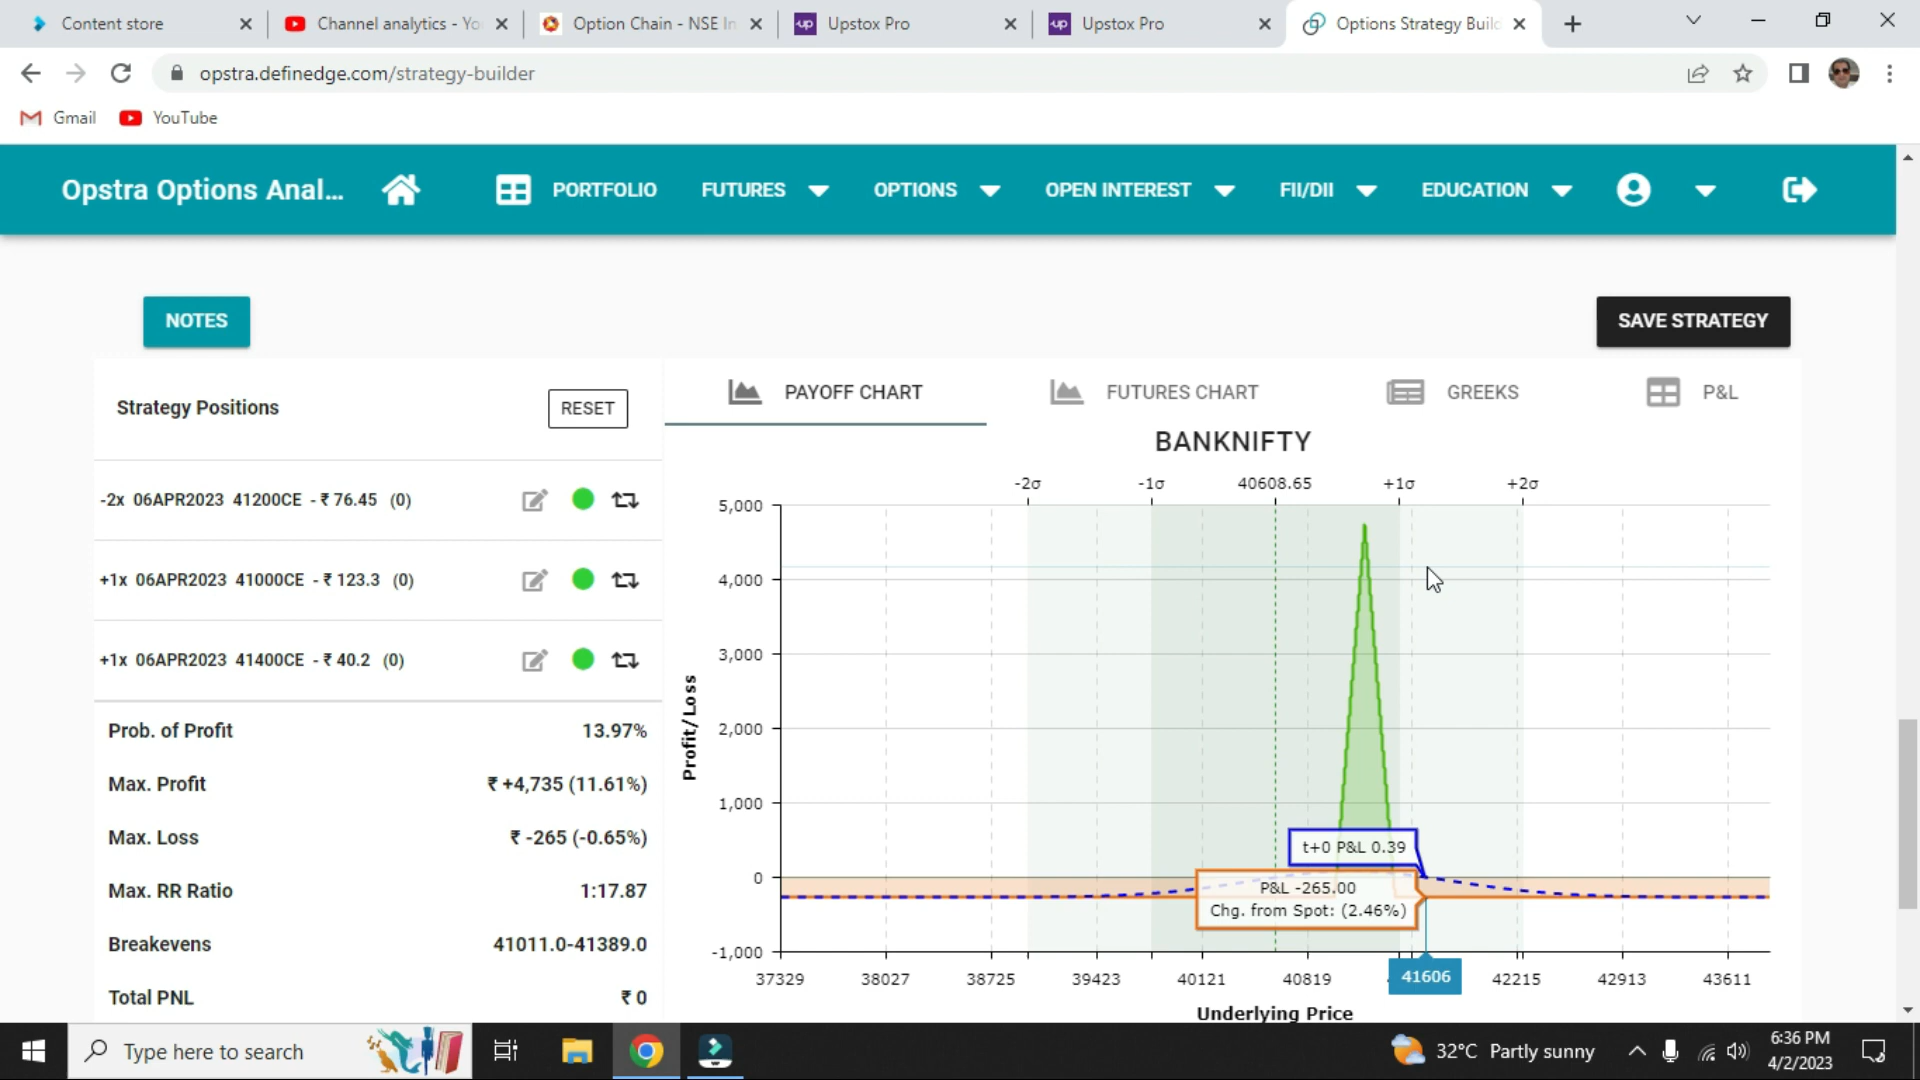 Content store
Channel analytics - Yo
Option Chain - NSE In
Upstox Pro
Upstox Pro
Options Strategy Build
opstra.definedge.com/strategy-builder
Gmail
YouTube
Opstra Options Anal...
PORTFOLIO
FUTURES
OPTIONS
OPEN INTEREST
FII/DII
EDUCATION
NOTES
SAVE STRATEGY
Strategy Positions
RESET
-2x 06APR2023 41200CE - ₹ 76.45 (0)
+1x 06APR2023 41000CE - ₹ 123.3 (0)
+1x 06APR2023 41400CE - ₹ 40.2 (0)
Prob. of Profit 13.97%
Max. Profit ₹ +4,735 (11.61%)
Max. Loss ₹ -265 (-0.65%)
Max. RR Ratio 1:17.87
Breakevens 41011.0-41389.0
Total PNL ₹ 0
PAYOFF CHART
FUTURES CHART
GREEKS
P&L
BANKNIFTY
-2σ -1σ 40608.65 +1σ +2σ
5,000
4,000
3,000
2,000
1,000
0
-1,000
Profit/Loss
t+0 P&L 0.39
P&L -265.00
Chg. from Spot: (2.46%)
37329 38027 38725 39423 40121 40819 41606 42215 42913 43611
Underlying Price
Type here to search
32°C Partly sunny
6:36 PM
4/2/2023
up
up